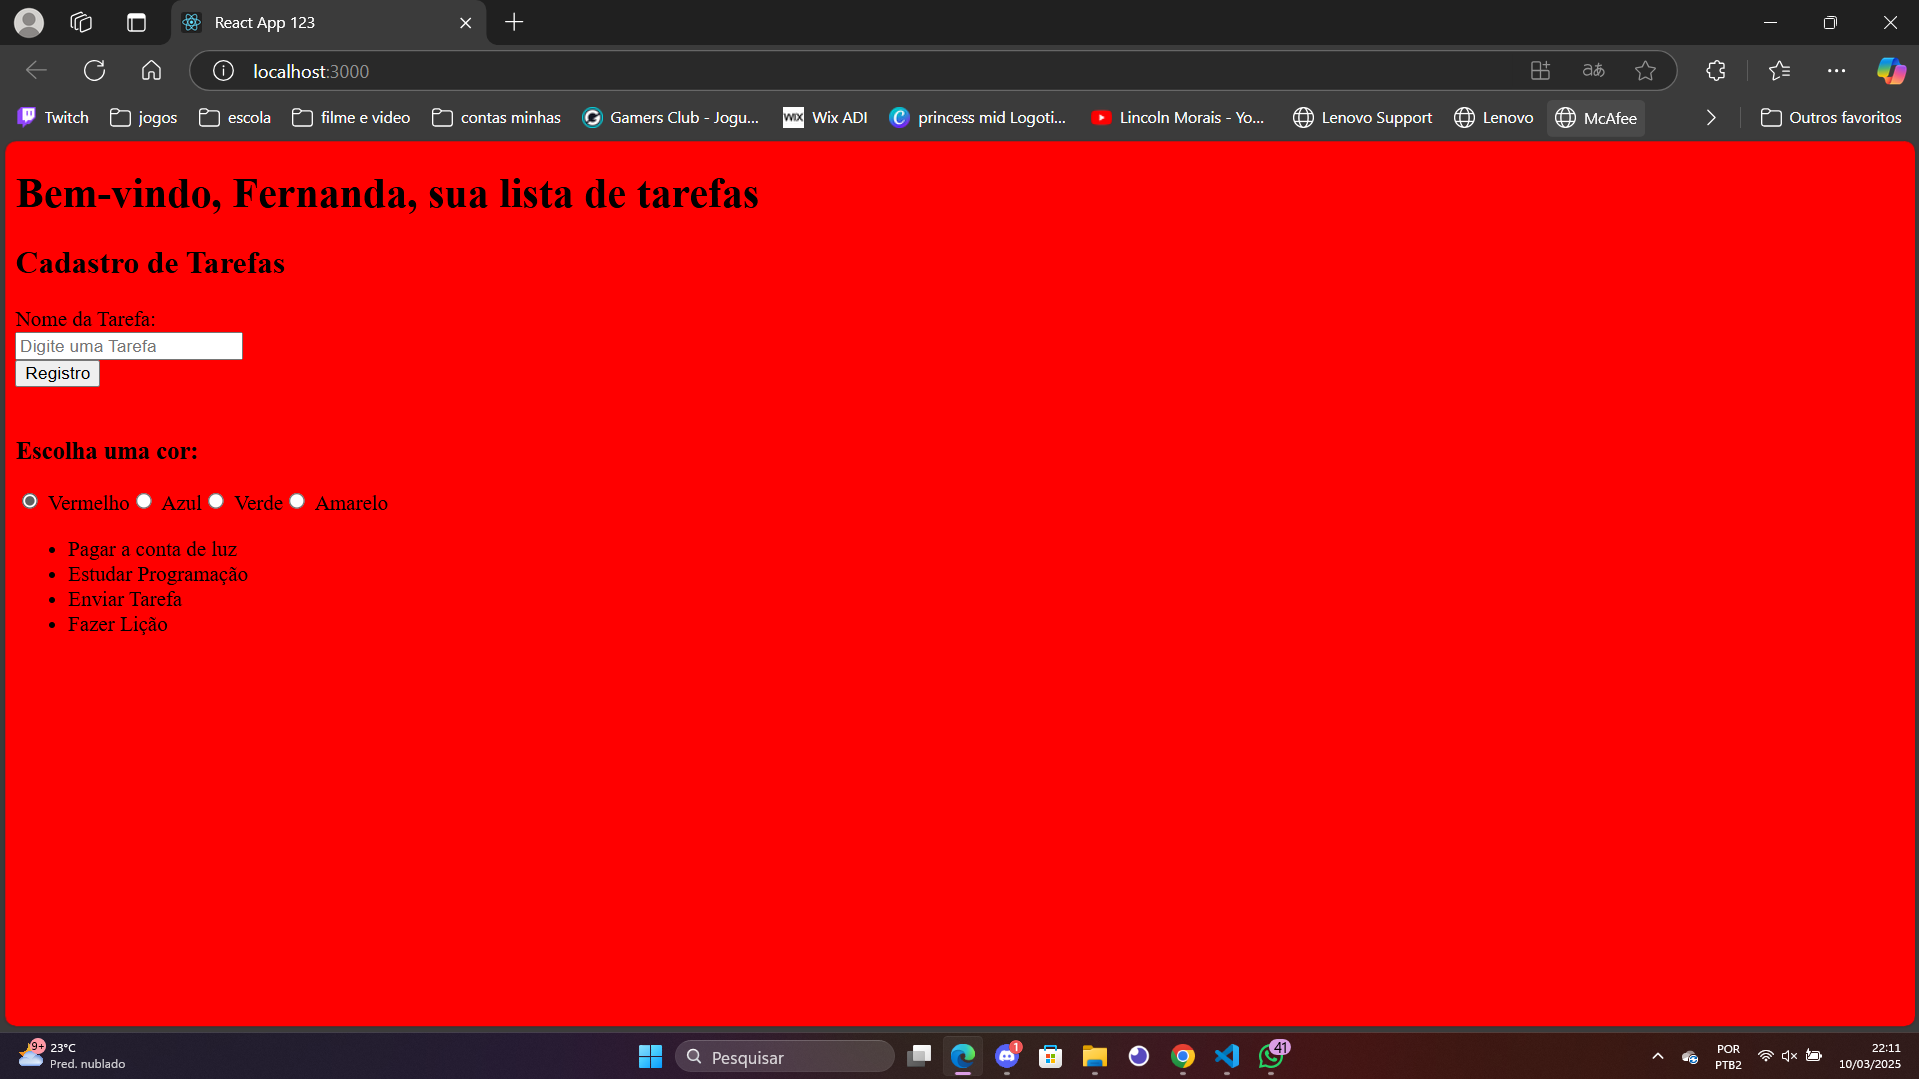 React App 123
localhost:3000
aあ
Twitch jogos escola filme e video contas minhas Gamers Club - Jogu... WIX Wix ADI princess mid Logoti... Lincoln Morais - Yo... Lenovo Support Lenovo McAfee Outros favoritos
Bem-vindo, Fernanda, sua lista de tarefas
Cadastro de Tarefas
Nome da Tarefa:
Digite uma Tarefa
Registro
Escolha uma cor:
Vermelho Azul Verde Amarelo
Pagar a conta de luz
Estudar Programação
Enviar Tarefa
Fazer Lição
9+ 23°C
Pred. nublado
Pesquisar
1
41
POR
PTB2
22:11
10/03/2025